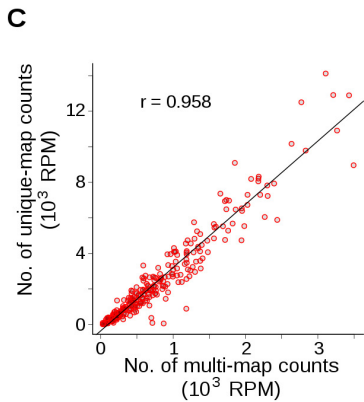 C
No. of unique-map counts
(10³ RPM)
r = 0.958
12
8
4
0
0 1 2 3
No. of multi-map counts
(10³ RPM)